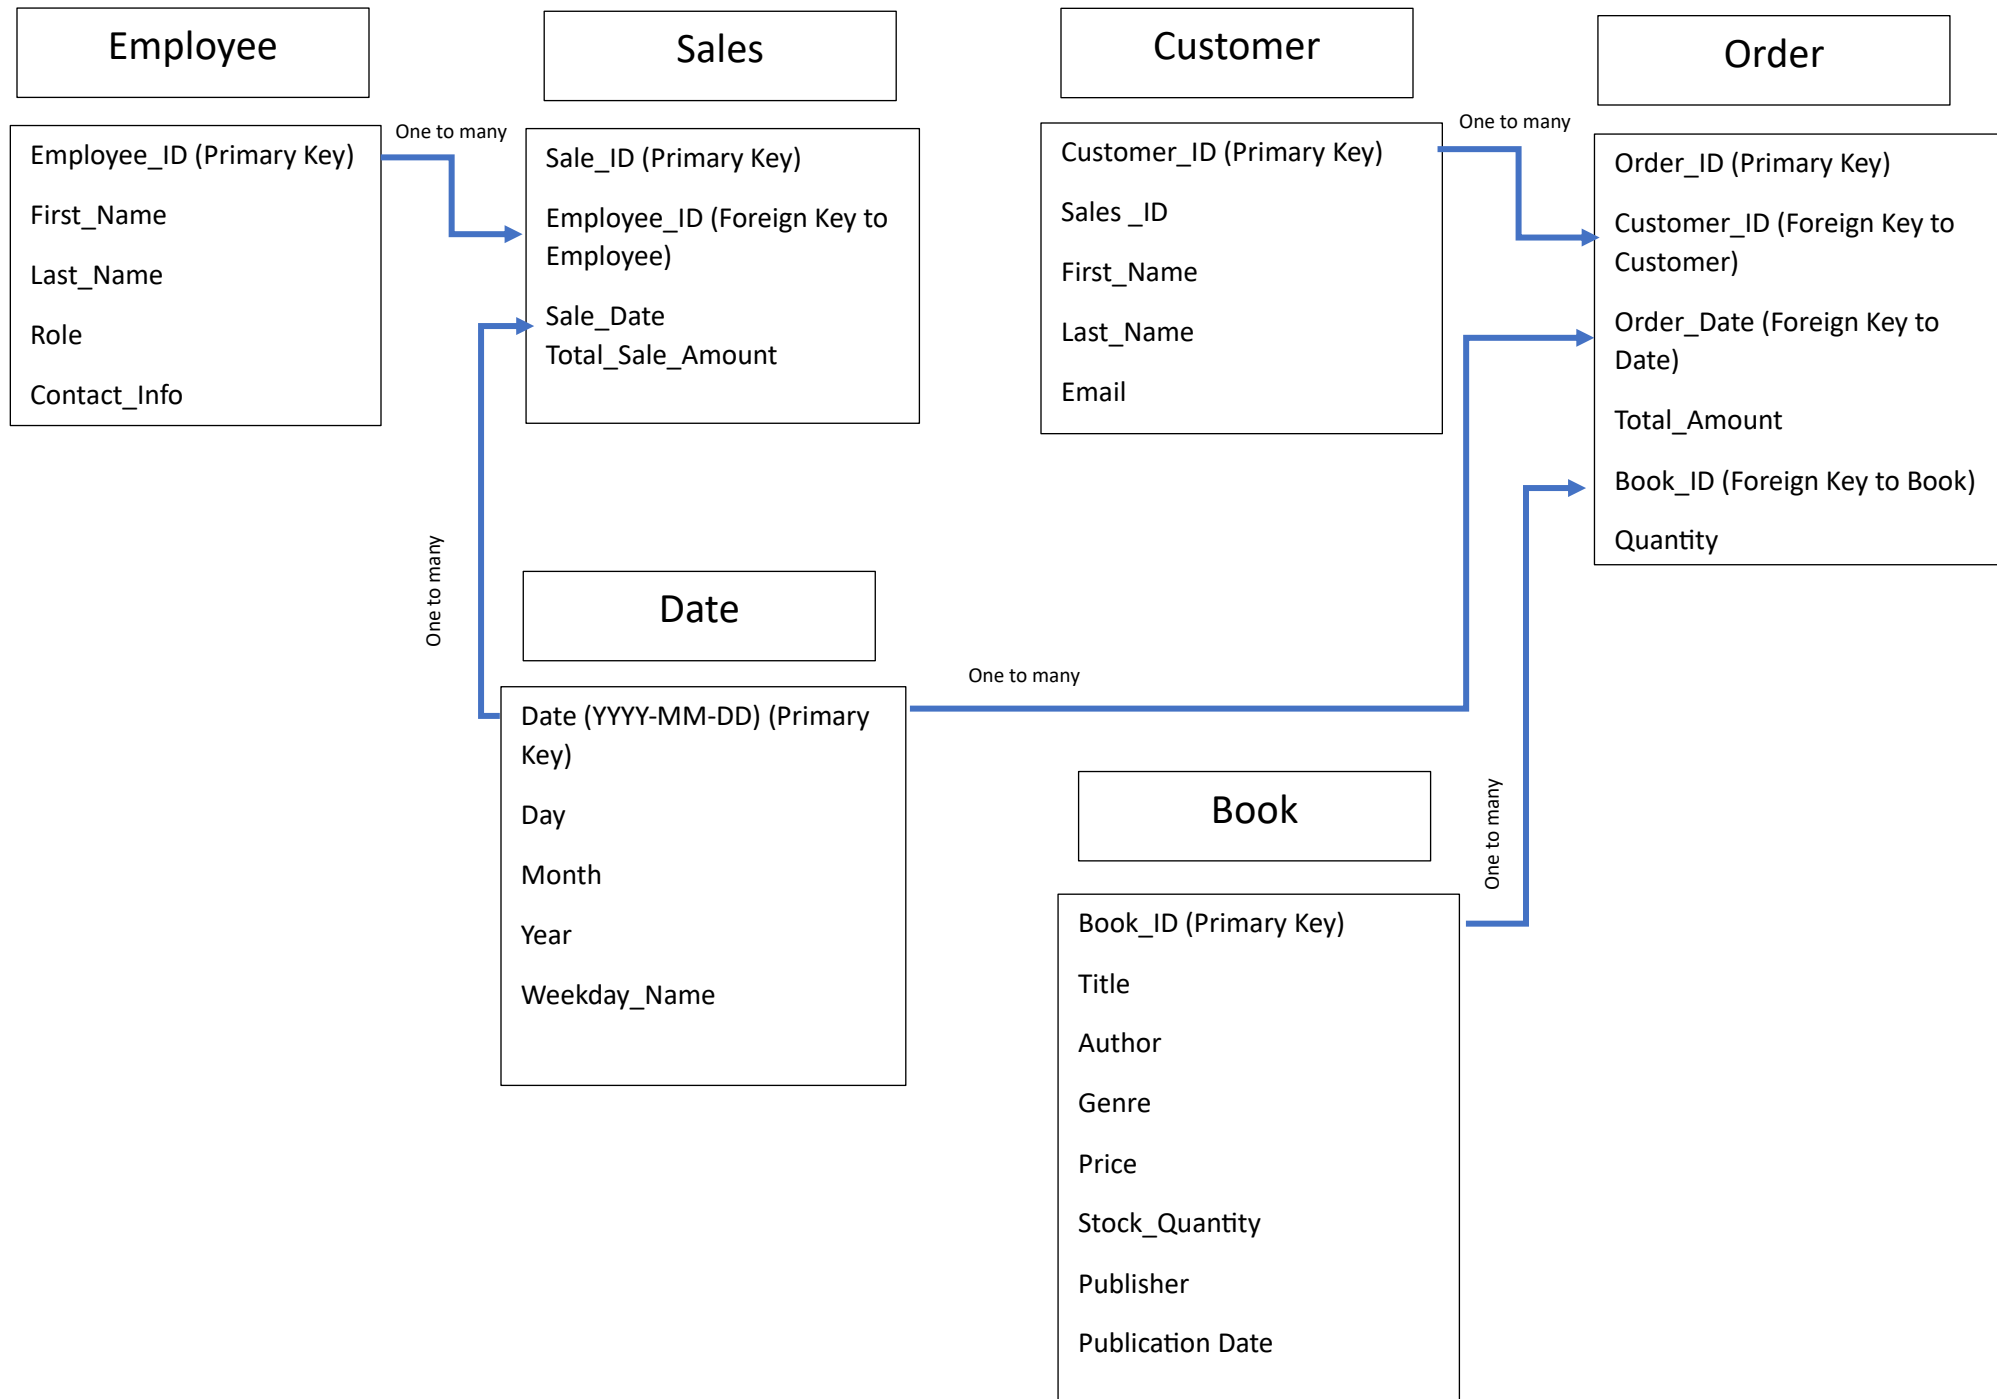 Employee
Employee_ID (Primary Key)
First_Name
Last_Name
Role
Contact_Info
One to many
Sales
Sale_ID (Primary Key)
Employee_ID (Foreign Key to
Employee)
Sale_Date
Total_Sale_Amount
Customer
Customer_ID (Primary Key)
Sales _ID
First_Name
Last_Name
Email
One to many
Order
Order_ID (Primary Key)
Customer_ID (Foreign Key to
Customer)
Order_Date (Foreign Key to
Date)
Total_Amount
Book_ID (Foreign Key to Book)
Quantity
One to many
Date
Date (YYYY-MM-DD) (Primary
Key)
Day
Month
Year
Weekday_Name
One to many
Book
Book_ID (Primary Key)
Title
Author
Genre
Price
Stock_Quantity
Publisher
Publication Date
One to many